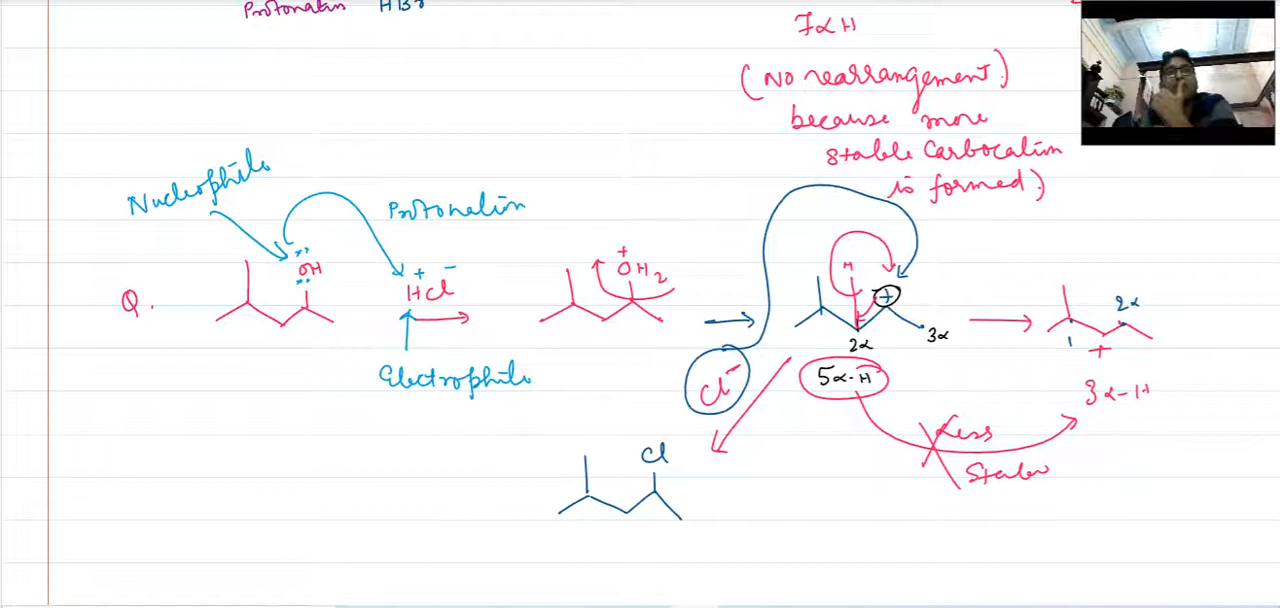 Protonation HBr
7αH
(No rearrangement)
because more
stable Carbocation
is formed)
Nucleophile
Protonation
Q.
OH
+ -
HCl
Electrophile
+
OH2
H
+
2α
3α
5α-H
Cl-
1
2α
+
3α-H
Less
Stable
Cl